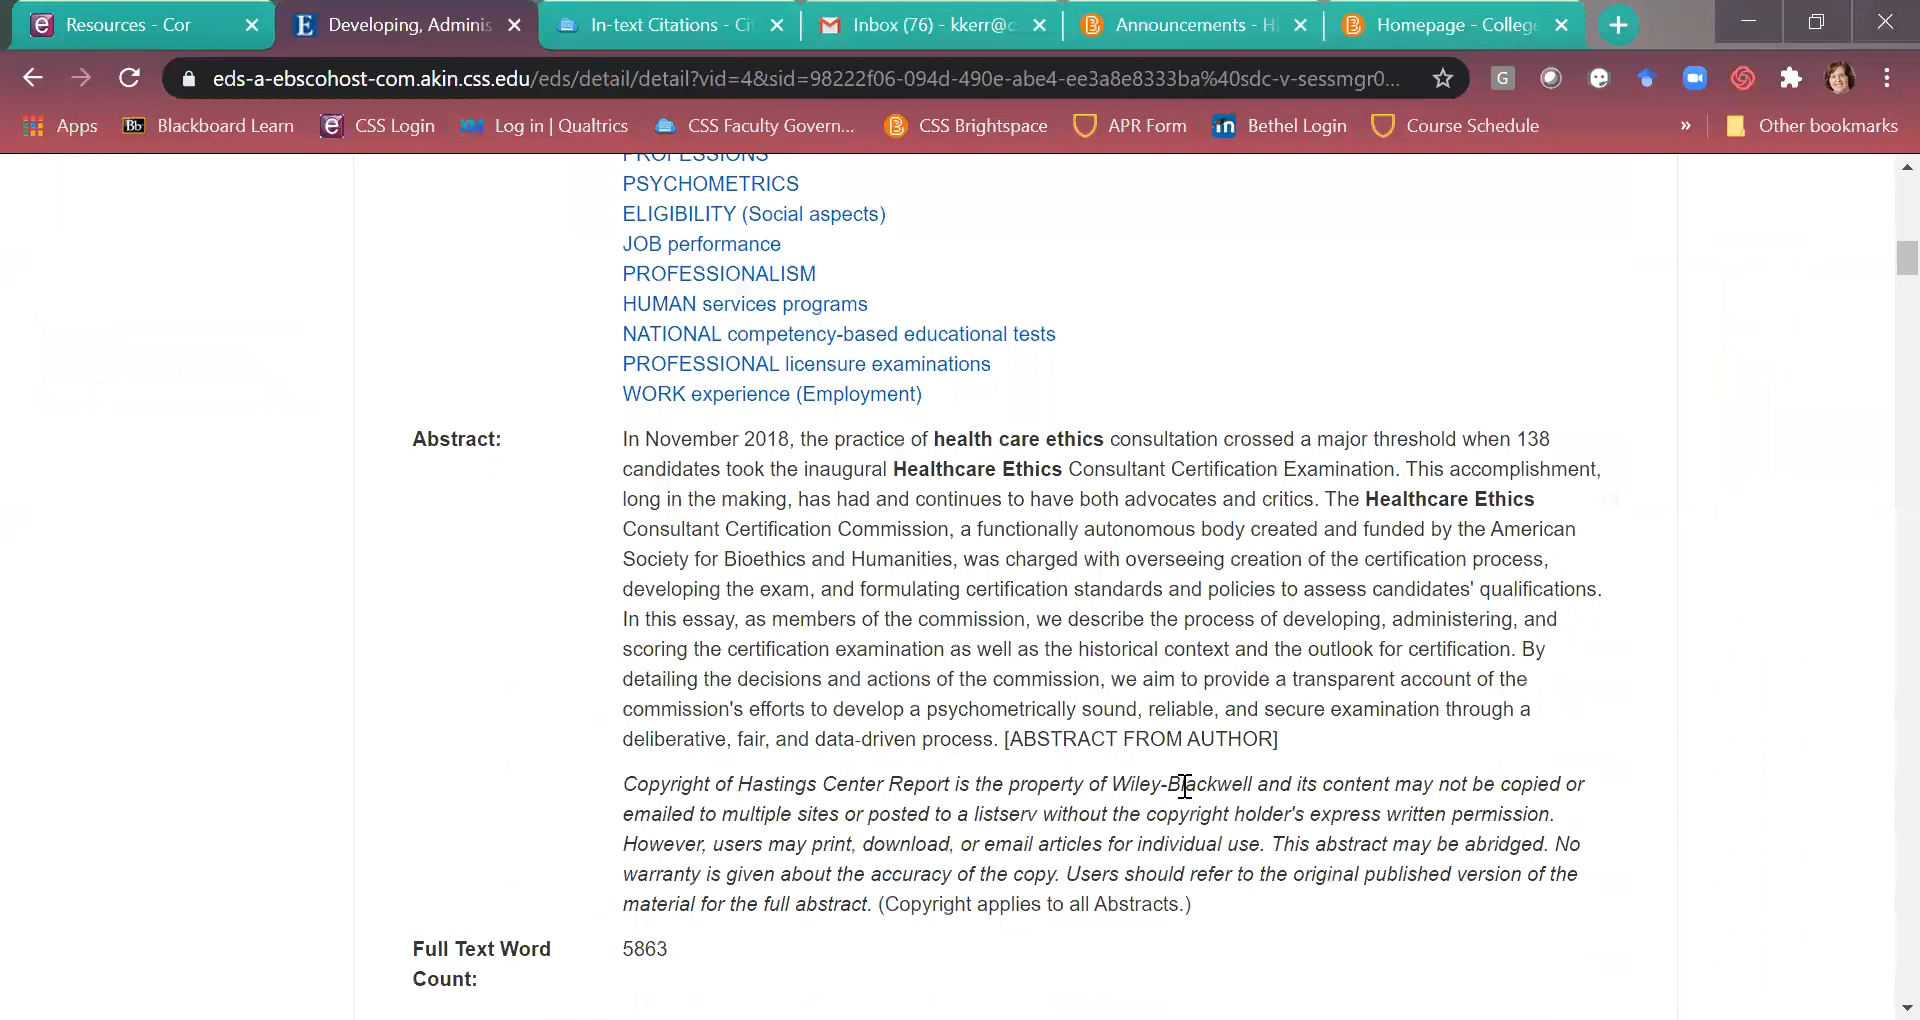 Resources - Cor
Developing, Adminis
In-text Citations - Ci
Inbox (76) - kkerr@c
Announcements - H
Homepage - College
eds-a-ebscohost-com.akin.css.edu/eds/detail/detail?vid=4&sid=98222f06-094d-490e-abe4-ee3a8e8333ba%40sdc-v-sessmgr0...
Apps
Bb Blackboard Learn
CSS Login
Log in | Qualtrics
CSS Faculty Govern...
CSS Brightspace
APR Form
Bethel Login
Course Schedule
»
Other bookmarks
PROFESSIONS
PSYCHOMETRICS
ELIGIBILITY (Social aspects)
JOB performance
PROFESSIONALISM
HUMAN services programs
NATIONAL competency-based educational tests
PROFESSIONAL licensure examinations
WORK experience (Employment)
Abstract:
In November 2018, the practice of health care ethics consultation crossed a major threshold when 138
candidates took the inaugural Healthcare Ethics Consultant Certification Examination. This accomplishment,
long in the making, has had and continues to have both advocates and critics. The Healthcare Ethics
Consultant Certification Commission, a functionally autonomous body created and funded by the American
Society for Bioethics and Humanities, was charged with overseeing creation of the certification process,
developing the exam, and formulating certification standards and policies to assess candidates' qualifications.
In this essay, as members of the commission, we describe the process of developing, administering, and
scoring the certification examination as well as the historical context and the outlook for certification. By
detailing the decisions and actions of the commission, we aim to provide a transparent account of the
commission's efforts to develop a psychometrically sound, reliable, and secure examination through a
deliberative, fair, and data-driven process. [ABSTRACT FROM AUTHOR]
Copyright of Hastings Center Report is the property of Wiley-Blackwell and its content may not be copied or
emailed to multiple sites or posted to a listserv without the copyright holder's express written permission.
However, users may print, download, or email articles for individual use. This abstract may be abridged. No
warranty is given about the accuracy of the copy. Users should refer to the original published version of the
material for the full abstract. (Copyright applies to all Abstracts.)
Full Text Word
Count:
5863